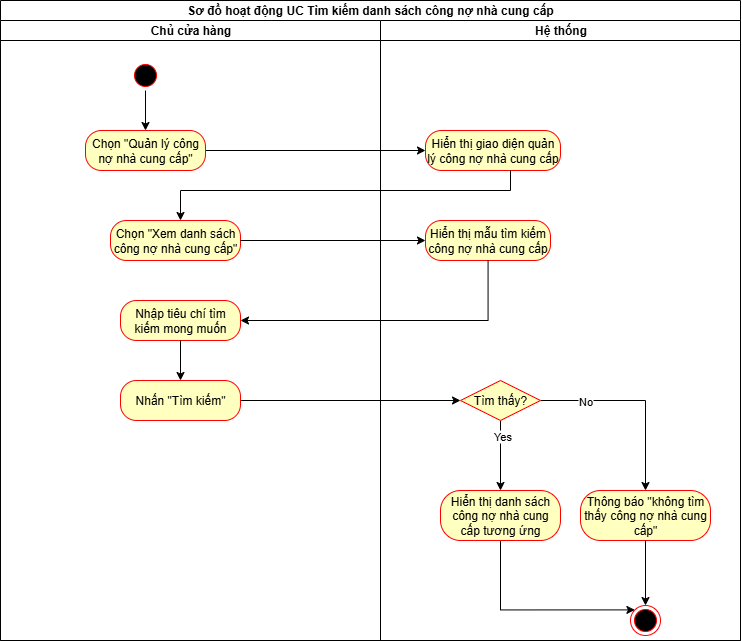 Sơ đồ hoạt động UC Tìm kiếm danh sách công nợ nhà cung cấp
Chủ cửa hàng
Hệ thống
Chọn "Quản lý công
nợ nhà cung cấp"
Hiển thị giao diện quản
lý công nợ nhà cung cấp
Chọn "Xem danh sách
công nợ nhà cung cấp"
Hiển thị mẫu tìm kiếm
công nợ nhà cung cấp
Nhập tiêu chí tìm
kiếm mong muốn
Nhấn "Tìm kiếm"
Tìm thấy?
No
Yes
Hiển thị danh sách
công nợ nhà cung
cấp tương ứng
Thông báo "không tìm
thấy công nợ nhà cung
cấp"